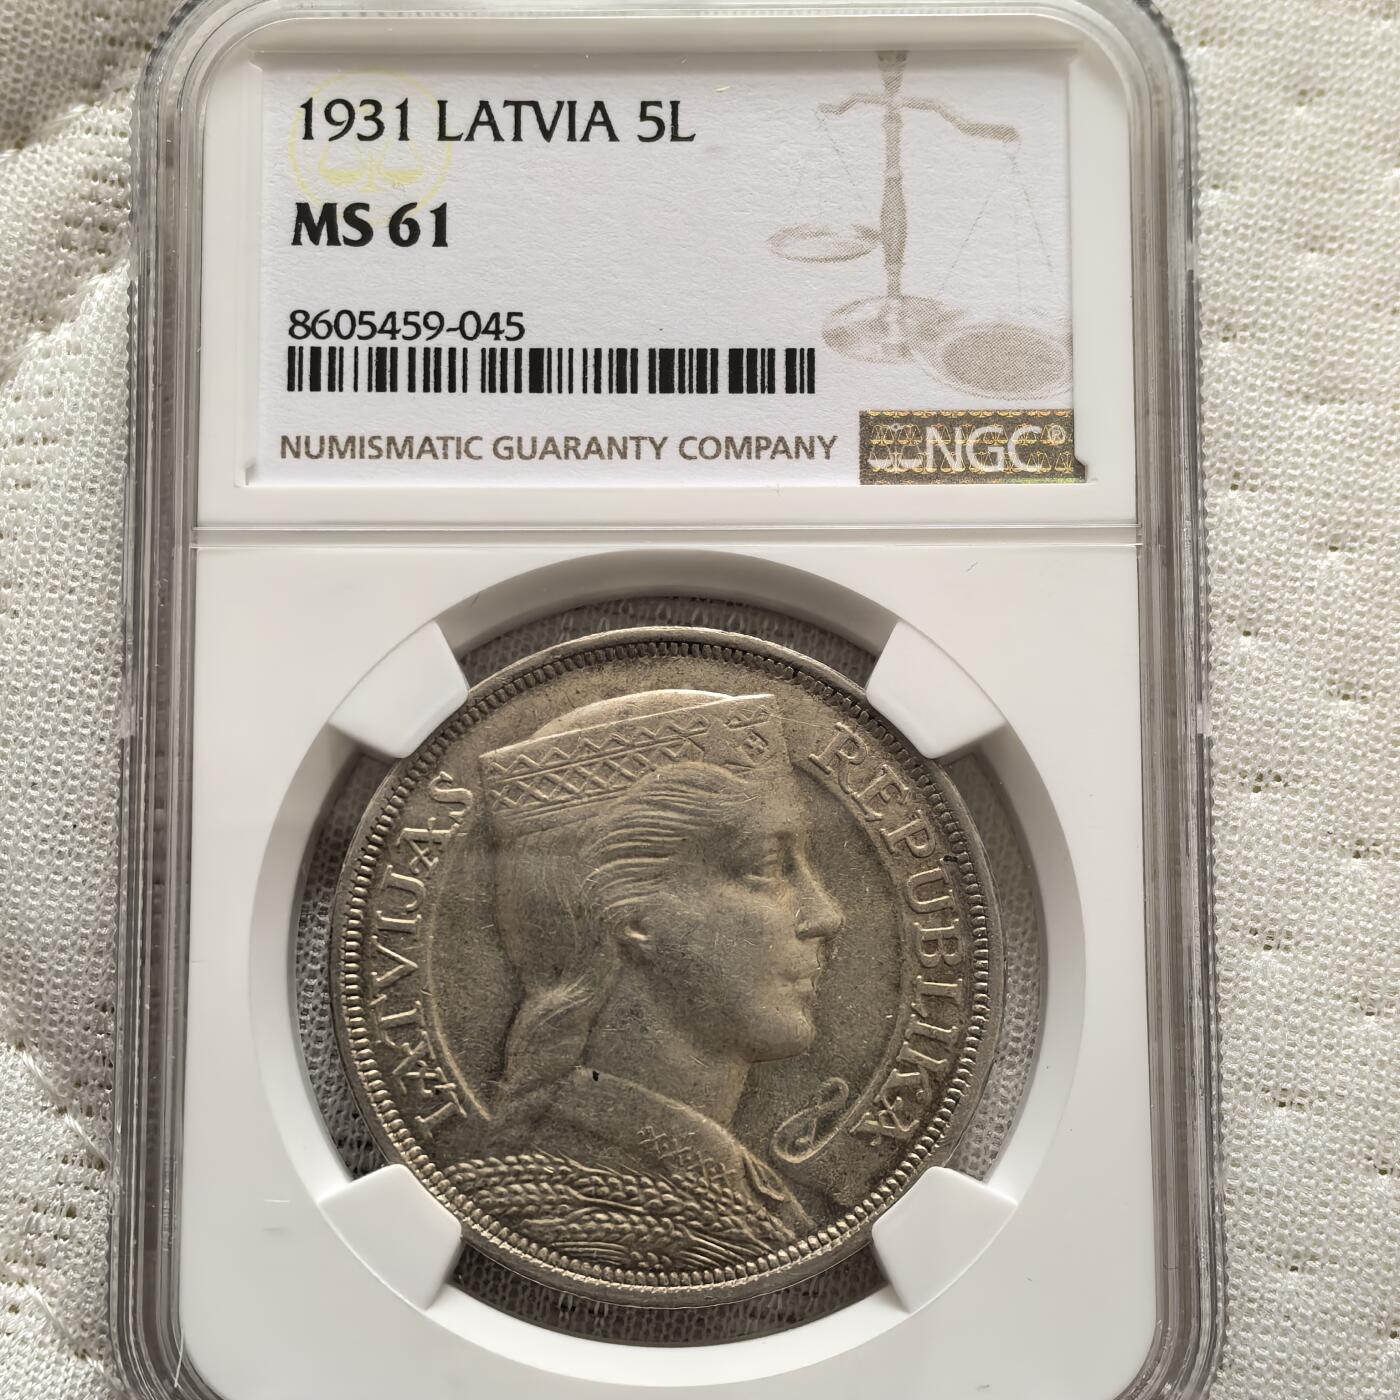 1931 LATVIA 5L
MS 61
8605459-045
NUMISMATIC GUARANTY COMPANY
NGC®
LATVIJAS
REPUBLIKA